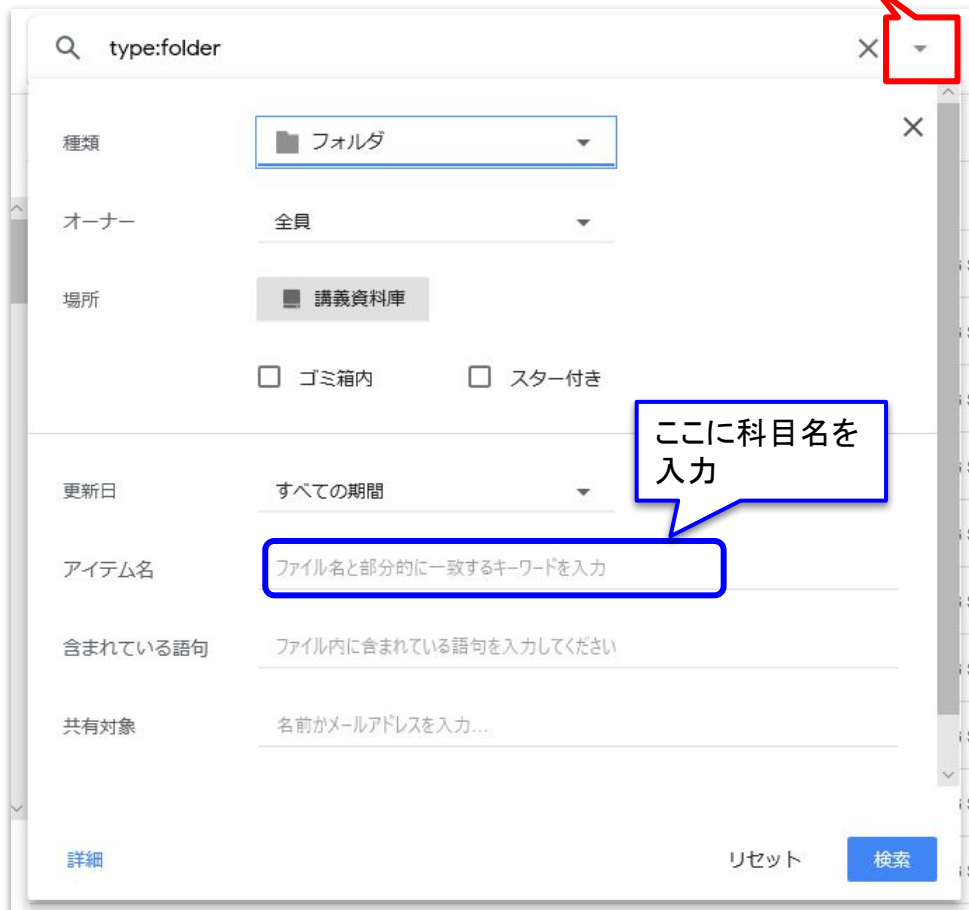 type:folder
種類 フォルダ
オーナー 全員
場所 講義資料庫
ゴミ箱内 スター付き
ここに科目名を
入力
更新日 すべての期間
アイテム名 ファイル名と部分的に一致するキーワードを入力
含まれている語句 ファイル内に含まれている語句を入力してください
共有対象 名前かメールアドレスを入力...
詳細 リセット 検索